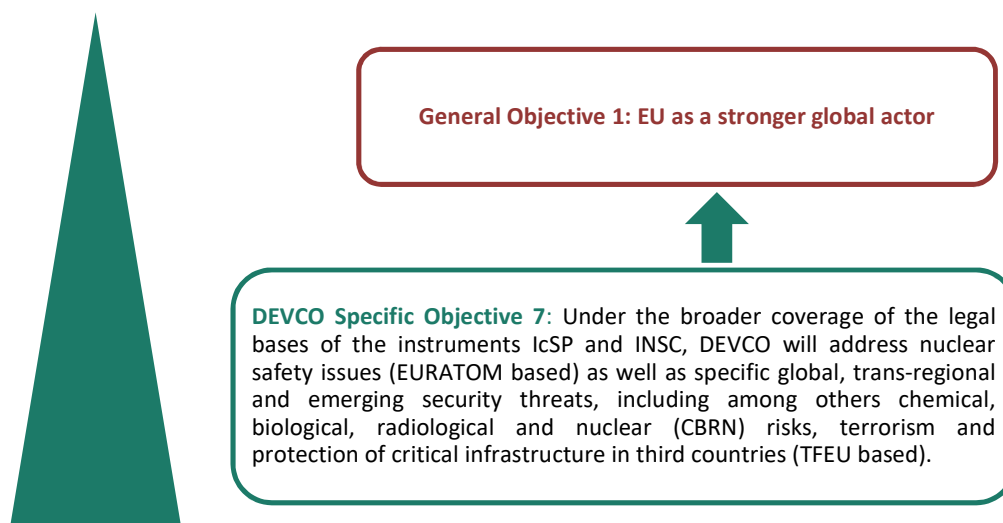 General Objective 1: EU as a stronger global actor
DEVCO Specific Objective 7: Under the broader coverage of the legal
bases of the instruments IcSP and INSC, DEVCO will address nuclear
safety issues (EURATOM based) as well as specific global, trans-regional
and emerging security threats, including among others chemical,
biological, radiological and nuclear (CBRN) risks, terrorism and
protection of critical infrastructure in third countries (TFEU based).